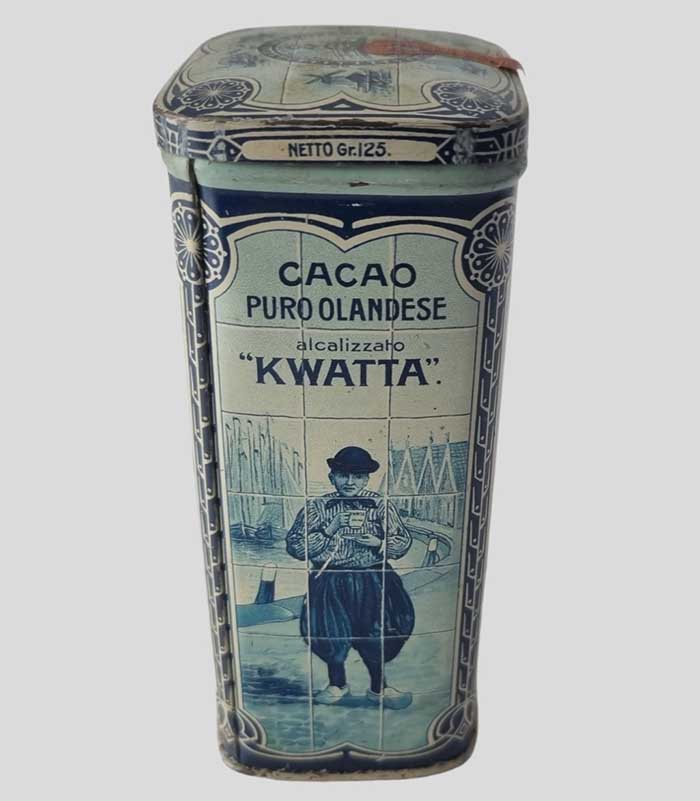 NETTO Gr.125.
CACAO
PURO OLANDESE
alcalizzato
"KWATTA".